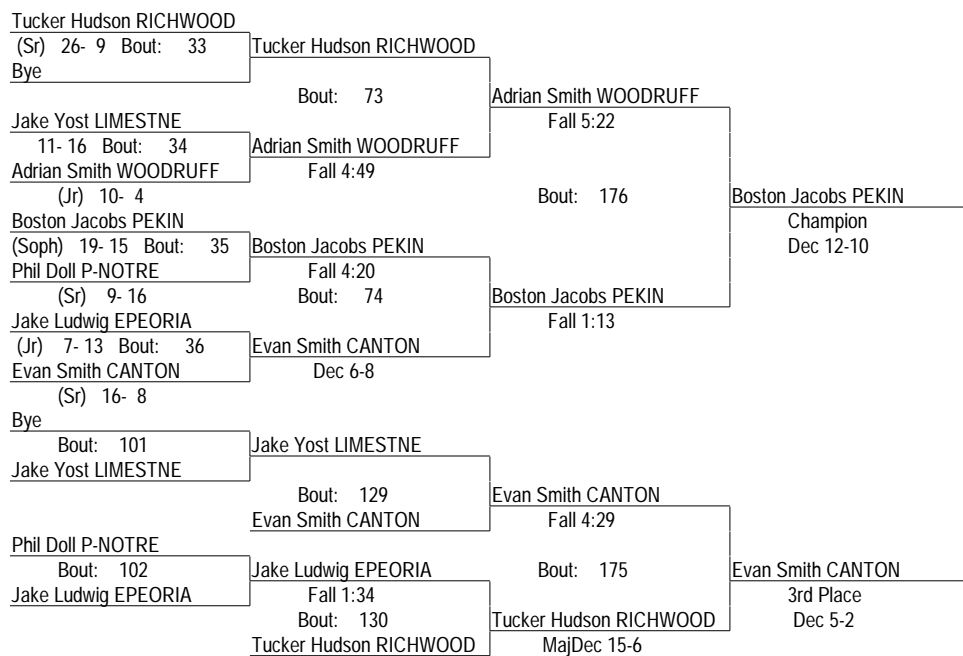 Tucker Hudson RICHWOOD
(Sr) 26- 9 Bout: 33 Tucker Hudson RICHWOOD
Bye
Bout: 73 Adrian Smith WOODRUFF
Jake Yost LIMESTNE Fall 5:22
11- 16 Bout: 34 Adrian Smith WOODRUFF
Adrian Smith WOODRUFF Fall 4:49
(Jr) 10- 4 Bout: 176 Boston Jacobs PEKIN
Boston Jacobs PEKIN Champion
(Soph) 19- 15 Bout: 35 Boston Jacobs PEKIN Dec 12-10
Phil Doll P-NOTRE Fall 4:20
(Sr) 9- 16 Bout: 74 Boston Jacobs PEKIN
Jake Ludwig EPEORIA Fall 1:13
(Jr) 7- 13 Bout: 36 Evan Smith CANTON
Evan Smith CANTON Dec 6-8
(Sr) 16- 8
Bye
Bout: 101 Jake Yost LIMESTNE
Jake Yost LIMESTNE
Bout: 129 Evan Smith CANTON
Evan Smith CANTON Fall 4:29
Phil Doll P-NOTRE
Bout: 102 Jake Ludwig EPEORIA Bout: 175 Evan Smith CANTON
Jake Ludwig EPEORIA Fall 1:34 3rd Place
Bout: 130 Tucker Hudson RICHWOOD Dec 5-2
Tucker Hudson RICHWOOD MajDec 15-6